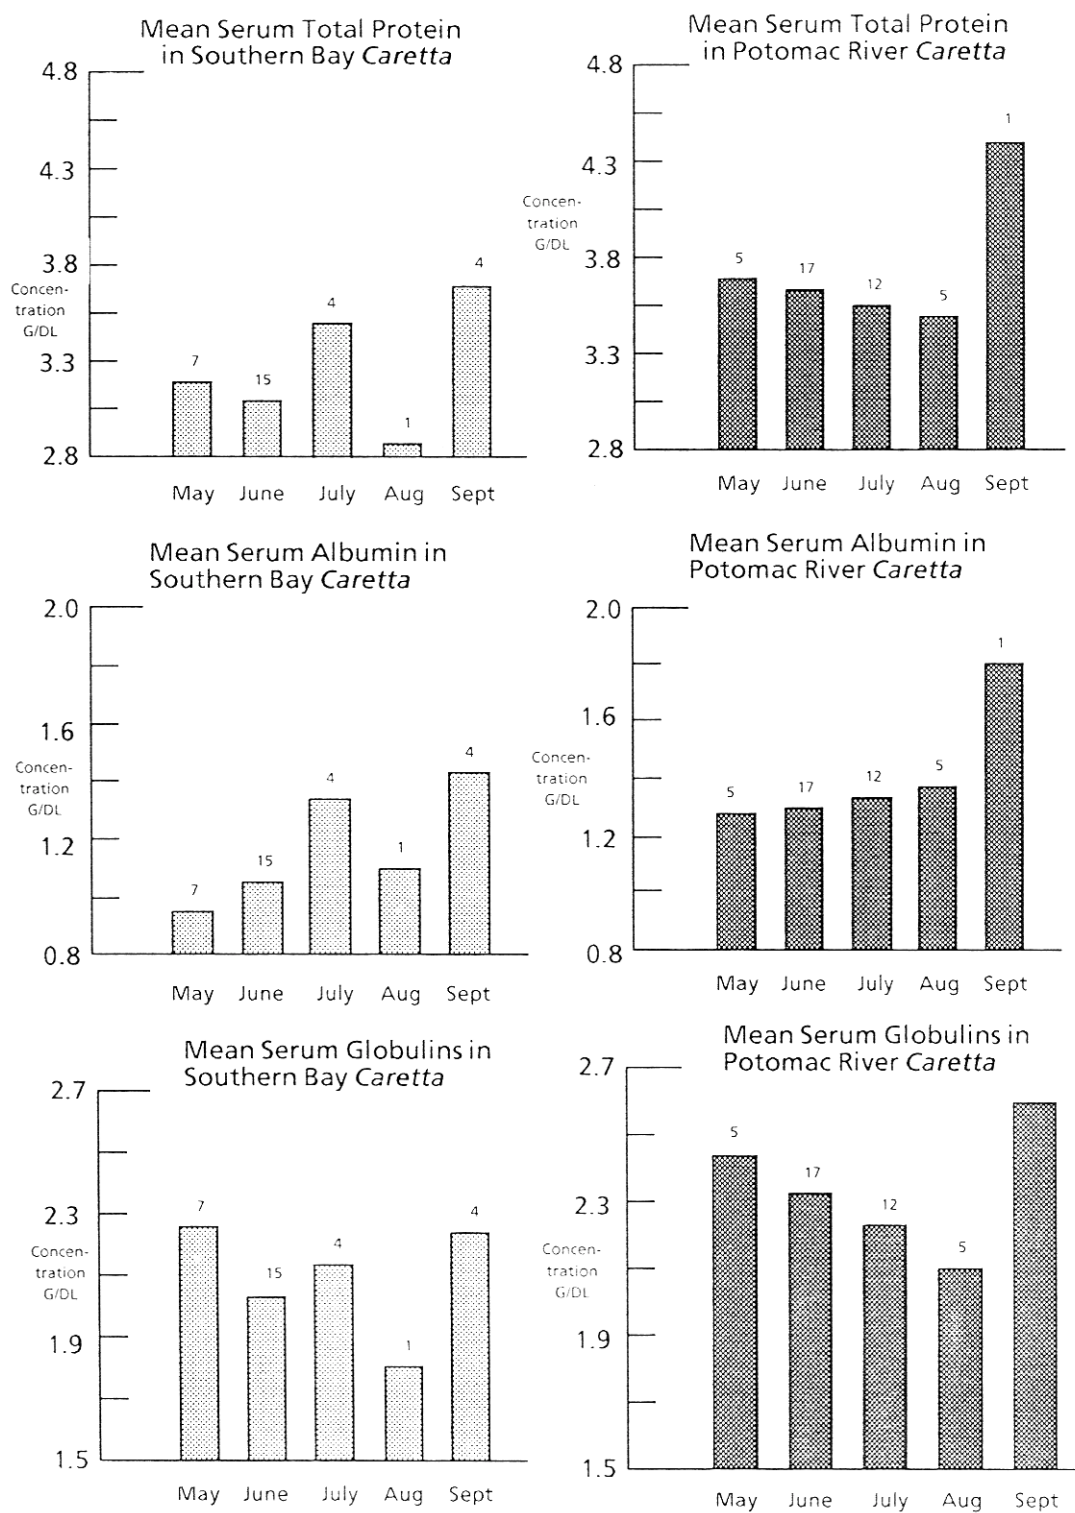 Mean Serum Total Protein
in Southern Bay Caretta
4.8
4.3
3.8
Concen-
tration
G/DL
3.3
2.8
7
15
4
1
4
May June July Aug Sept
Mean Serum Total Protein
in Potomac River Caretta
4.8
4.3
Concen-
tration
G/DL
3.8
3.3
2.8
5
17
12
5
1
May June July Aug Sept
Mean Serum Albumin in
Southern Bay Caretta
2.0
1.6
Concen-
tration
G/DL
1.2
0.8
7
15
4
1
4
May June July Aug Sept
Mean Serum Albumin in
Potomac River Caretta
2.0
1.6
Concen-
tration
G/DL
1.2
0.8
5
17
12
5
1
May June July Aug Sept
Mean Serum Globulins in
Southern Bay Caretta
2.7
2.3
Concen-
tration
G/DL
1.9
1.5
7
15
4
1
4
May June July Aug Sept
Mean Serum Globulins in
Potomac River Caretta
2.7
2.3
Concen-
tration
G/DL
1.9
1.5
5
17
12
5
May June July Aug Sept